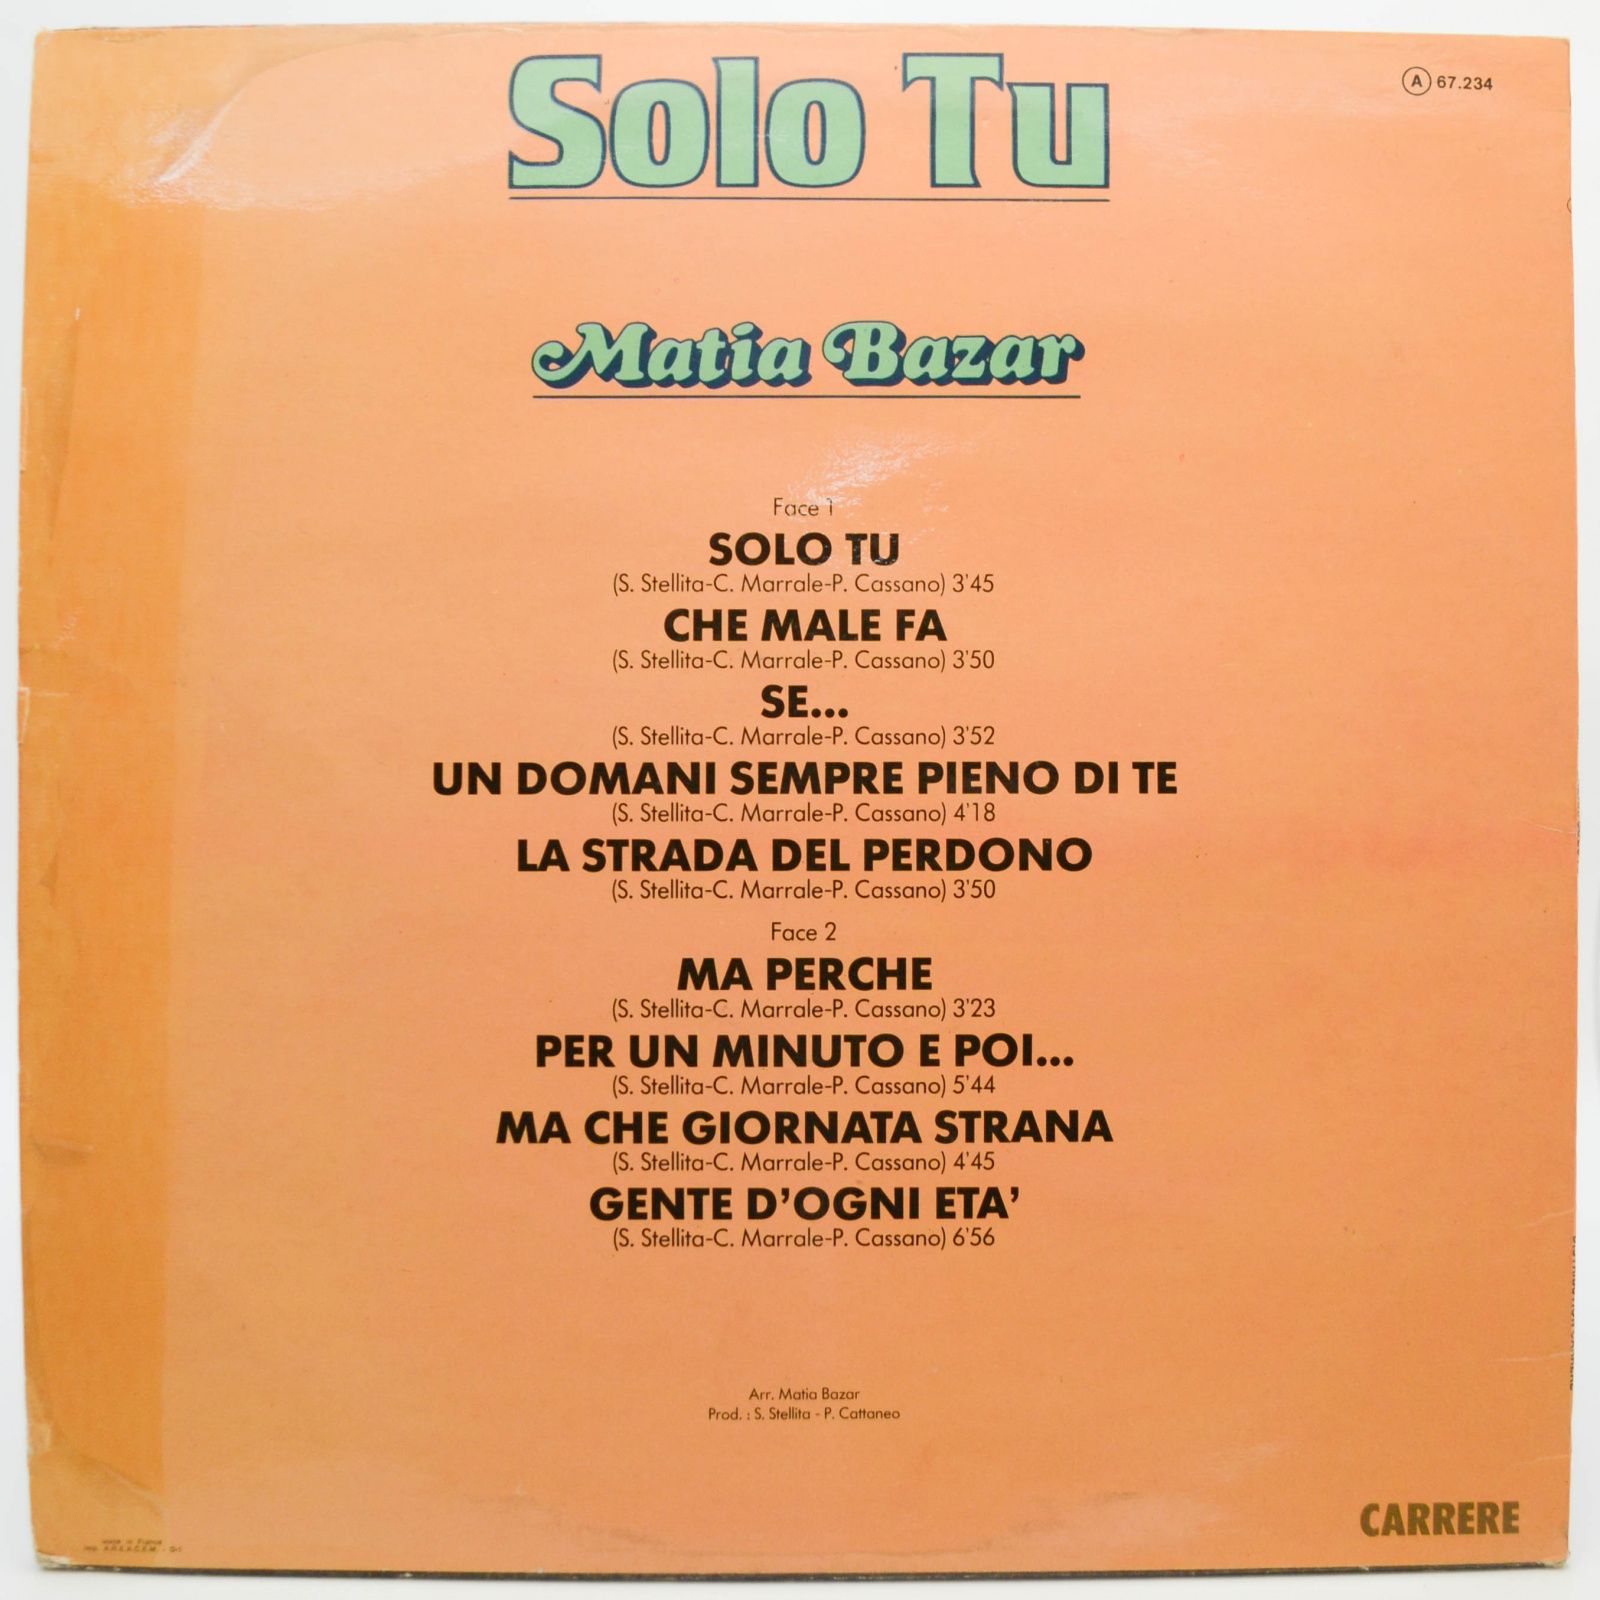 Solo Tu
A 67.234
Matia Bazar
Face 1
SOLO TU
(S. Stellita-C. Marrale-P. Cassano) 3'45
CHE MALE FA
(S. Stellita-C. Marrale-P. Cassano) 3'50
SE...
(S. Stellita-C. Marrale-P. Cassano) 3'52
UN DOMANI SEMPRE PIENO DI TE
(S. Stellita-C. Marrale-P. Cassano) 4'18
LA STRADA DEL PERDONO
(S. Stellita-C. Marrale-P. Cassano) 3'50
Face 2
MA PERCHE
(S. Stellita-C. Marrale-P. Cassano) 3'23
PER UN MINUTO E POI...
(S. Stellita-C. Marrale-P. Cassano) 5'44
MA CHE GIORNATA STRANA
(S. Stellita-C. Marrale-P. Cassano) 4'45
GENTE D'OGNI ETA'
(S. Stellita-C. Marrale-P. Cassano) 6'56
Arr. Matia Bazar
Prod. : S. Stellita - P. Cattaneo
CARRERE
made in France